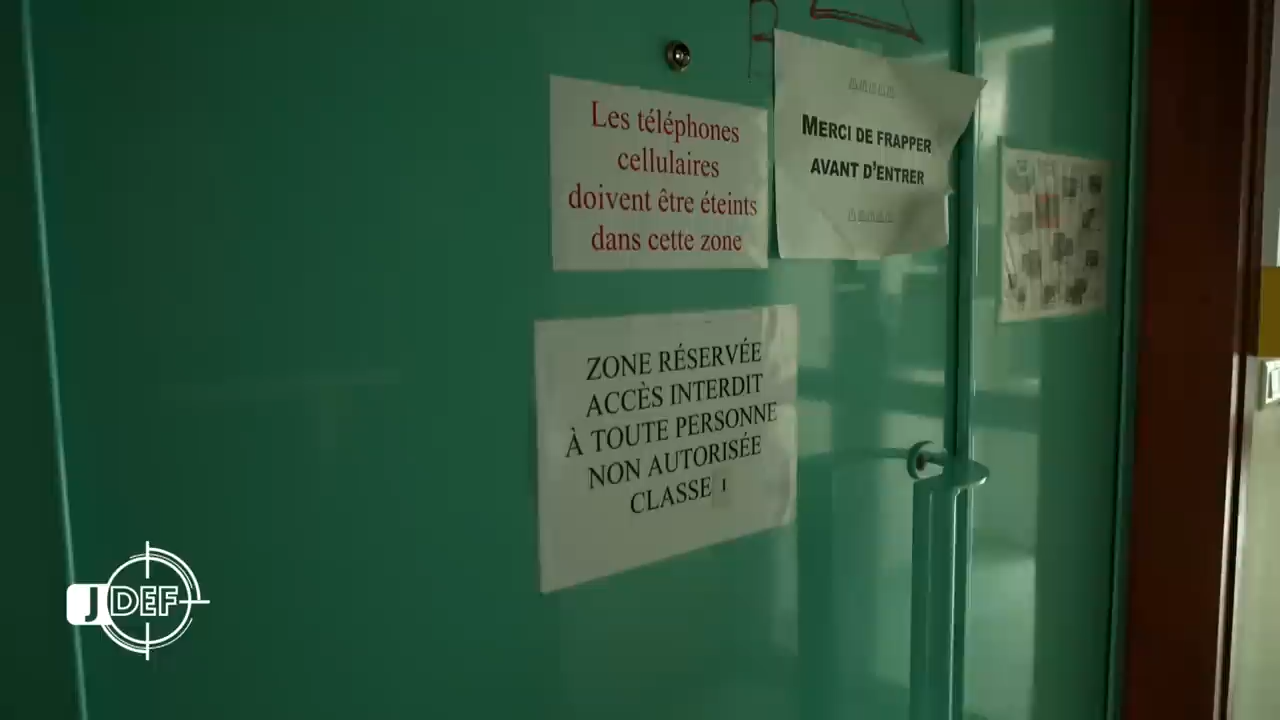 Les téléphones
cellulaires
doivent être éteints
dans cette zone
MERCI DE FRAPPER
AVANT D'ENTRER
ZONE RÉSERVÉE
ACCÈS INTERDIT
À TOUTE PERSONNE
NON AUTORISÉE
CLASSE I
JDEF